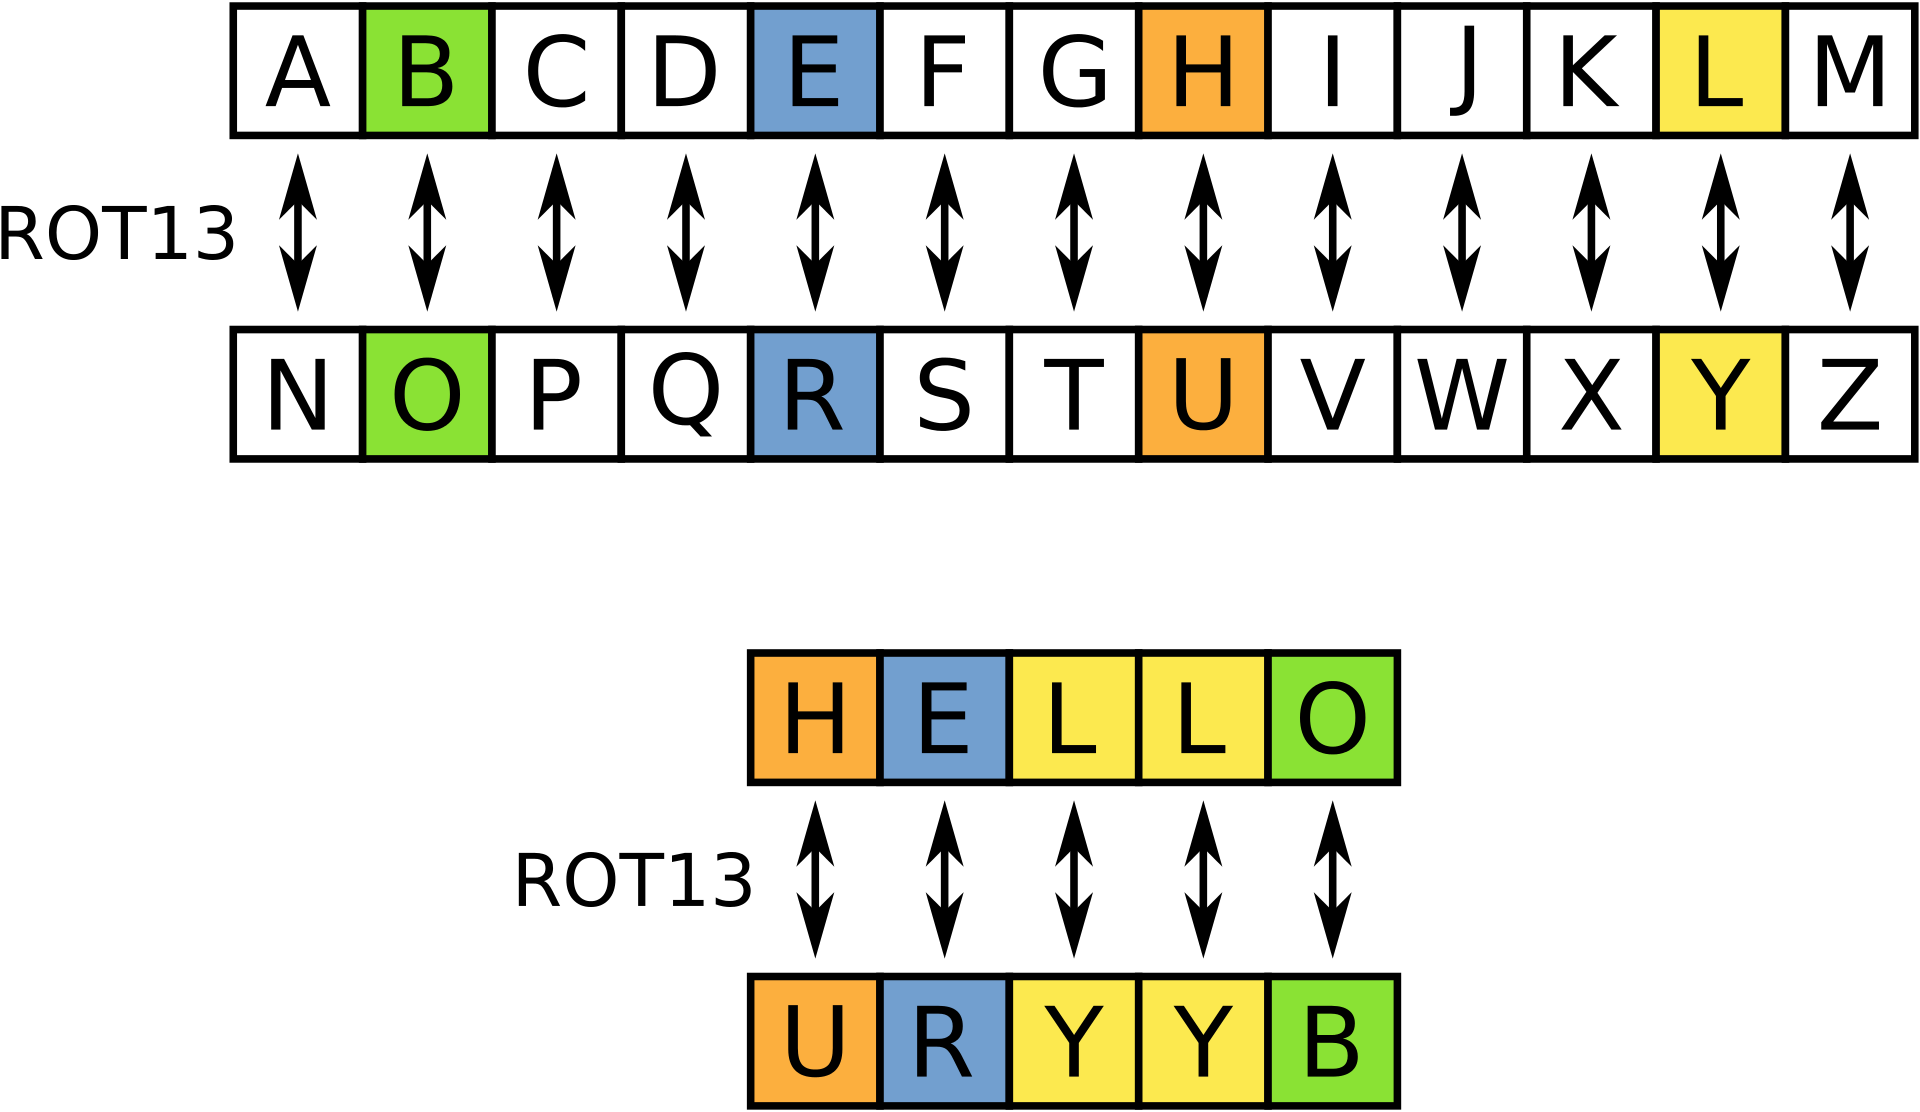 A B C D E F G H I J K L M
ROT13
N O P Q R S T U V W X Y Z
H E L L O
ROT13
U R Y Y B